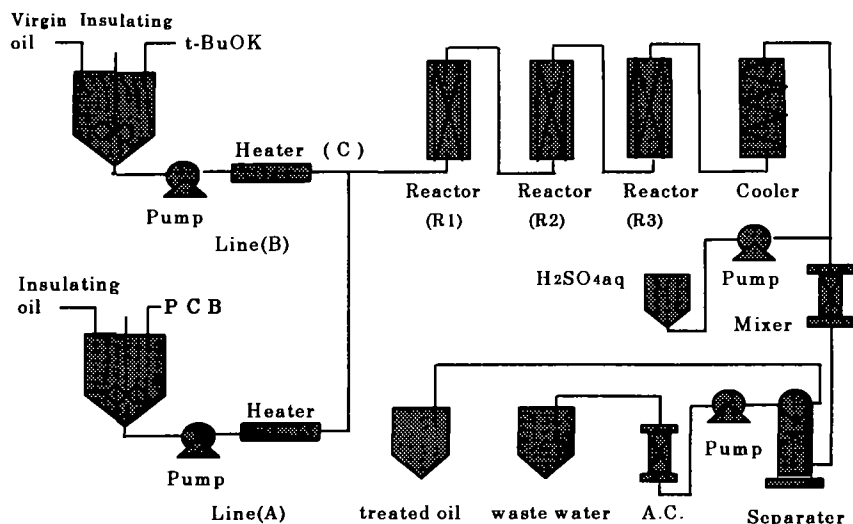 Virgin Insulating
oil
t-BuOK
Heater
(C)
Pump
Line(B)
Reactor
(R1)
Reactor
(R2)
Reactor
(R3)
Cooler
Insulating
oil
PCB
Heater
Pump
Line(A)
H2SO4aq
Pump
Mixer
Pump
treated oil
waste water
A.C.
Separater